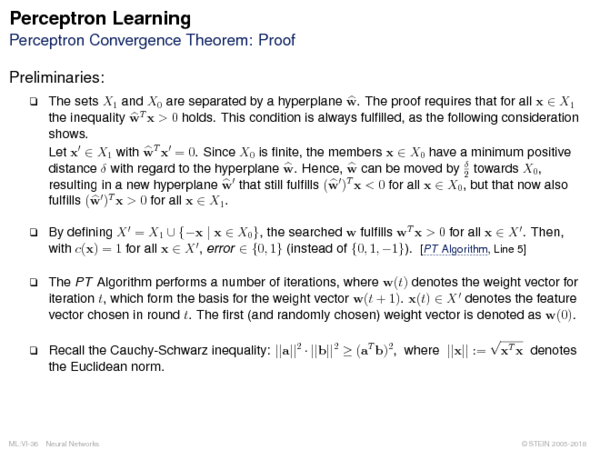 Perceptron Learning
Perceptron Convergence Theorem: Proof
Preliminaries:
❏ The sets X₁ and X₀ are separated by a hyperplane ŵ. The proof requires that for all x ∈ X₁
the inequality ŵᵀx > 0 holds. This condition is always fulfilled, as the following consideration
shows.
Let x′ ∈ X₁ with ŵᵀx′ = 0. Since X₀ is finite, the members x ∈ X₀ have a minimum positive
distance δ with regard to the hyperplane ŵ. Hence, ŵ can be moved by δ/2 towards X₀,
resulting in a new hyperplane ŵ′ that still fulfills (ŵ′)ᵀx < 0 for all x ∈ X₀, but that now also
fulfills (ŵ′)ᵀx > 0 for all x ∈ X₁.
❏ By defining X′ = X₁ ∪ {−x | x ∈ X₀}, the searched w fulfills wᵀx > 0 for all x ∈ X′. Then,
with c(x) = 1 for all x ∈ X′, error ∈ {0, 1} (instead of {0, 1, −1}). [PT Algorithm, Line 5]
❏ The PT Algorithm performs a number of iterations, where w(t) denotes the weight vector for
iteration t, which form the basis for the weight vector w(t + 1). x(t) ∈ X′ denotes the feature
vector chosen in round t. The first (and randomly chosen) weight vector is denoted as w(0).
❏ Recall the Cauchy-Schwarz inequality: ||a||² · ||b||² ≥ (aᵀb)², where ||x|| := √xᵀx denotes
the Euclidean norm.
ML:VI-36 Neural Networks © STEIN 2005-2018